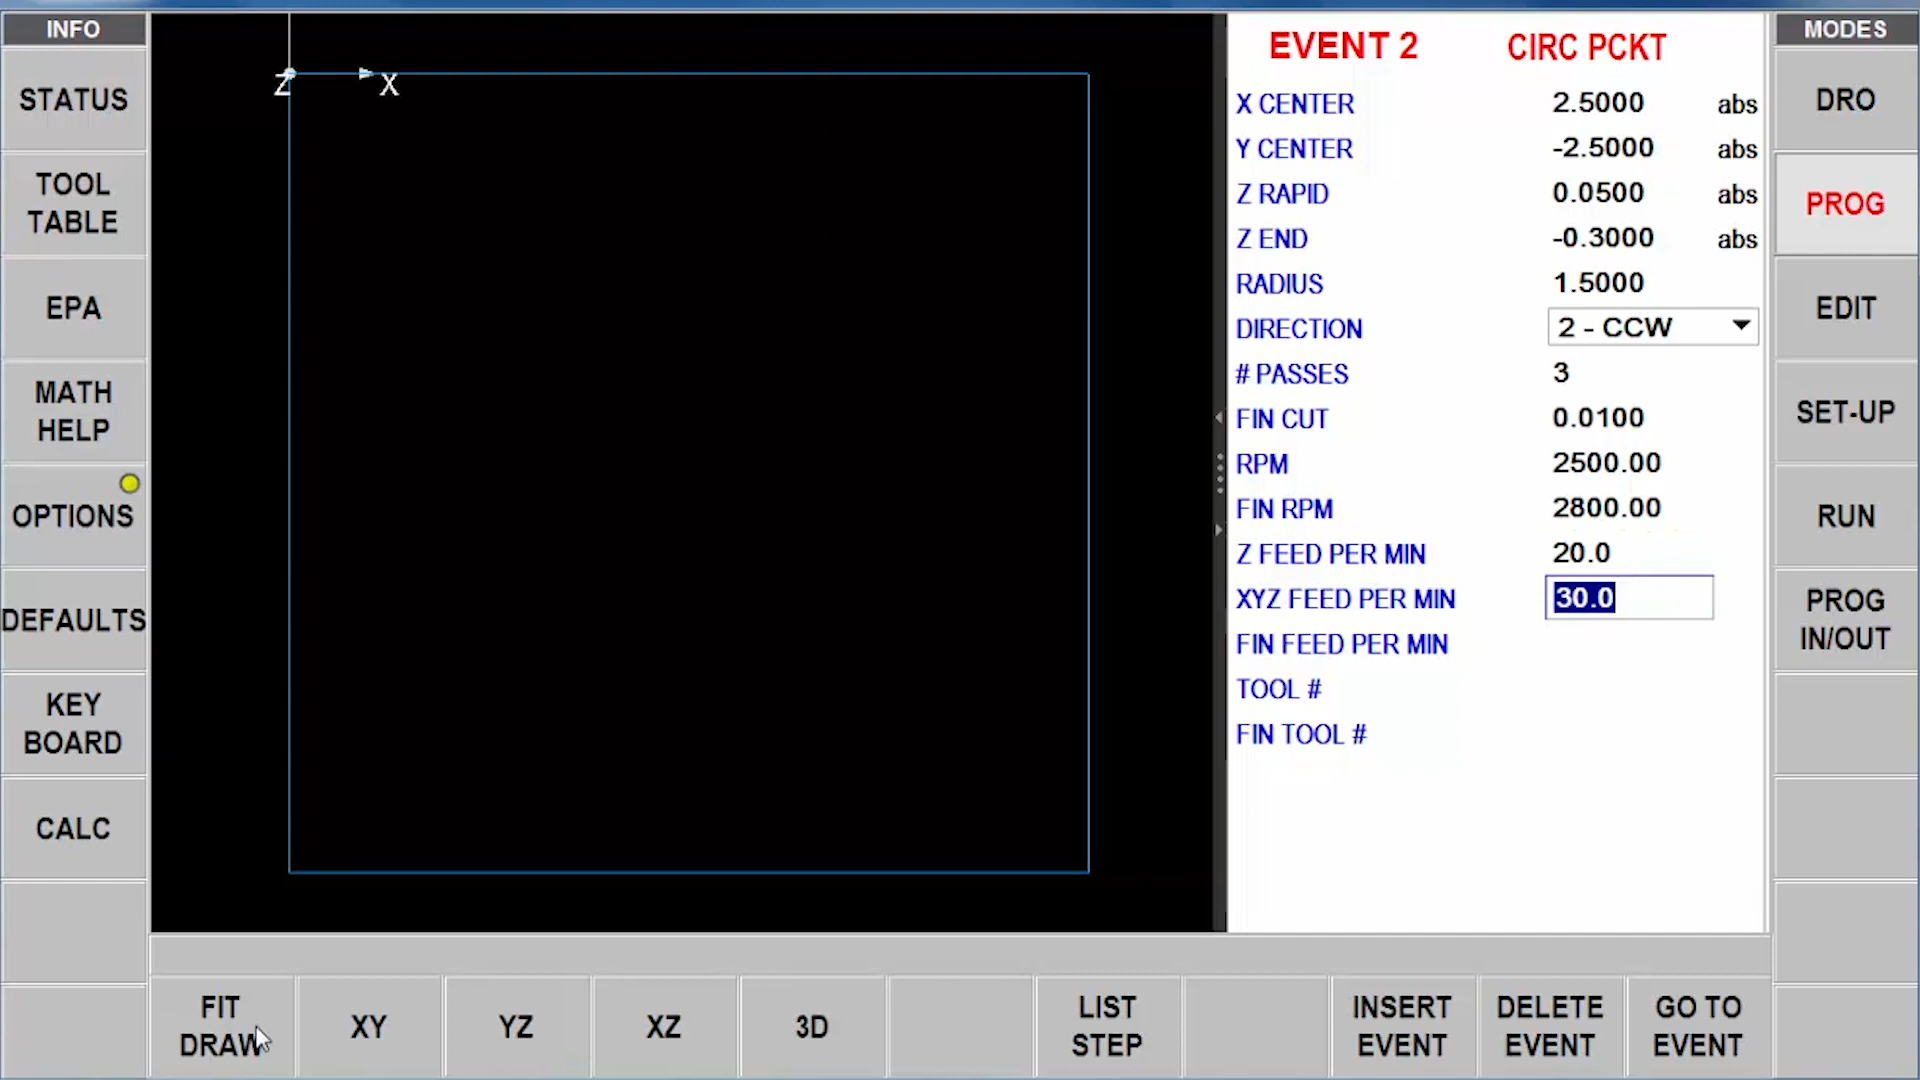 INFO
STATUS
TOOL
TABLE
EPA
MATH
HELP
OPTIONS
DEFAULTS
KEY
BOARD
CALC
Z
X
EVENT 2 CIRC PCKT
X CENTER 2.5000 abs
Y CENTER -2.5000 abs
Z RAPID 0.0500 abs
Z END -0.3000 abs
RADIUS 1.5000
DIRECTION 2 - CCW
# PASSES 3
FIN CUT 0.0100
RPM 2500.00
FIN RPM 2800.00
Z FEED PER MIN 20.0
XYZ FEED PER MIN 30.0
FIN FEED PER MIN
TOOL #
FIN TOOL #
MODES
DRO
PROG
EDIT
SET-UP
RUN
PROG
IN/OUT
FIT
DRAW
XY
YZ
XZ
3D
LIST
STEP
INSERT
EVENT
DELETE
EVENT
GO TO
EVENT